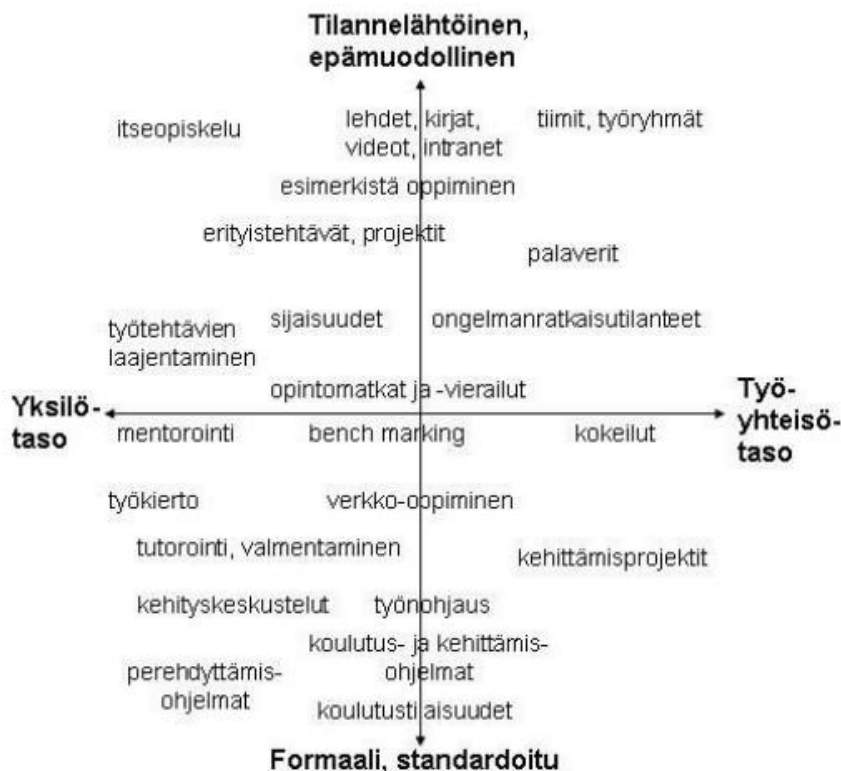 Tilannelähtöinen,
epämuodollinen
itseopiskelu
lehdet, kirjat,
videot, intranet
tiimit, työryhmät
esimerkistä oppiminen
erityistehtävät, projektit
palaverit
työtehtävien
laajentaminen
sijaisuudet
ongelmanratkaisutilanteet
opintomatkat ja -vierailut
Yksilö-
taso
Työ-
yhteisö-
taso
mentorointi
bench marking
kokeilut
työkierto
verkko-oppiminen
tutorointi, valmentaminen
kehittämisprojektit
kehityskeskustelut
työnohjaus
koulutus- ja kehittämis-
ohjelmat
perehdyttämis-
ohjelmat
koulutustilaisuudet
Formaali, standardoitu